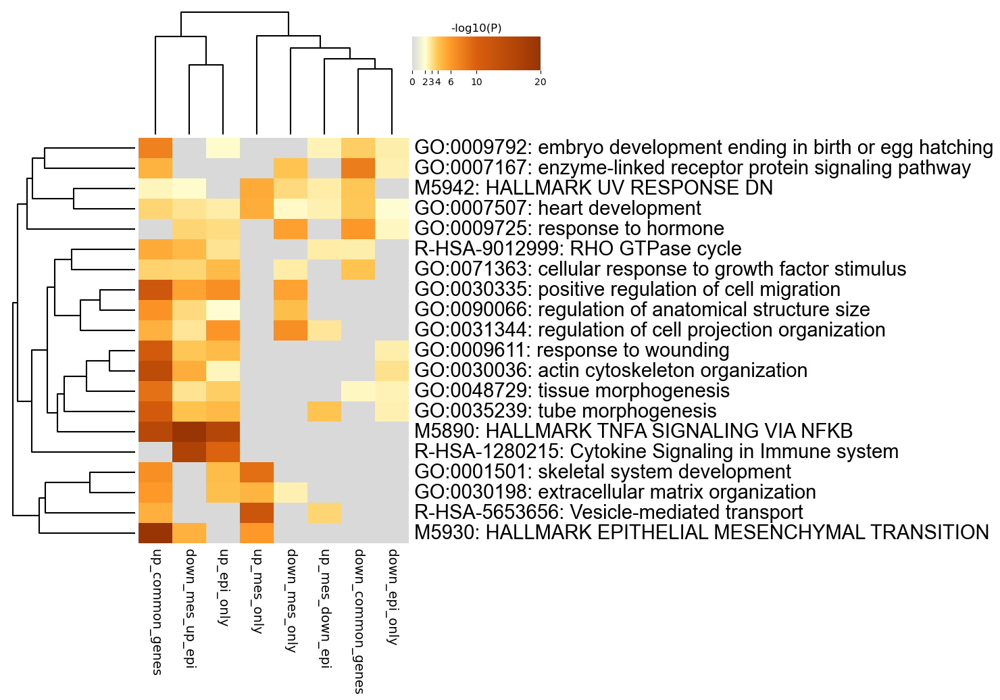 -log10(P)
0 2 3 4 6 10 20
GO:0009792: embryo development ending in birth or egg hatching
GO:0007167: enzyme-linked receptor protein signaling pathway
M5942: HALLMARK UV RESPONSE DN
GO:0007507: heart development
GO:0009725: response to hormone
R-HSA-9012999: RHO GTPase cycle
GO:0071363: cellular response to growth factor stimulus
GO:0030335: positive regulation of cell migration
GO:0090066: regulation of anatomical structure size
GO:0031344: regulation of cell projection organization
GO:0009611: response to wounding
GO:0030036: actin cytoskeleton organization
GO:0048729: tissue morphogenesis
GO:0035239: tube morphogenesis
M5890: HALLMARK TNFA SIGNALING VIA NFKB
R-HSA-1280215: Cytokine Signaling in Immune system
GO:0001501: skeletal system development
GO:0030198: extracellular matrix organization
R-HSA-5653656: Vesicle-mediated transport
M5930: HALLMARK EPITHELIAL MESENCHYMAL TRANSITION
up_common_genes
down_mes_up_epi
up_epi_only
up_mes_only
down_mes_only
up_mes_down_epi
down_common_genes
down_epi_only